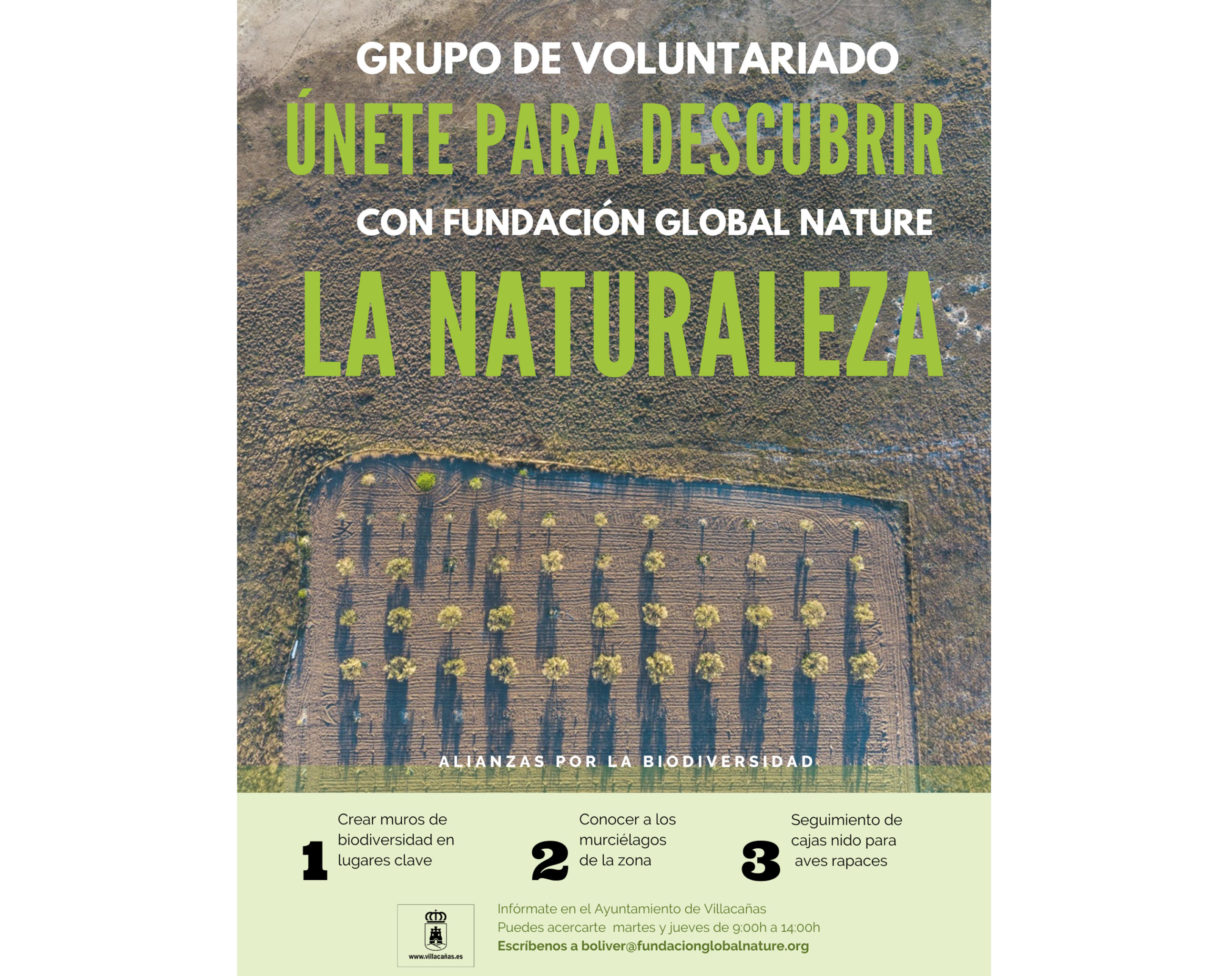 GRUPO DE VOLUNTARIADO
ÚNETE PARA DESCUBRIR
CON FUNDACIÓN GLOBAL NATURE
LA NATURALEZA
ALIANZAS POR LA BIODIVERSIDAD
1
Crear muros de
biodiversidad en
lugares clave
2
Conocer a los
murciélagos
de la zona
3
Seguimiento de
cajas nido para
aves rapaces
www.villacañas.es
Infórmate en el Ayuntamiento de Villacañas
Puedes acercarte martes y jueves de 9:00h a 14:00h
Escríbenos a boliver@fundacionglobalnature.org